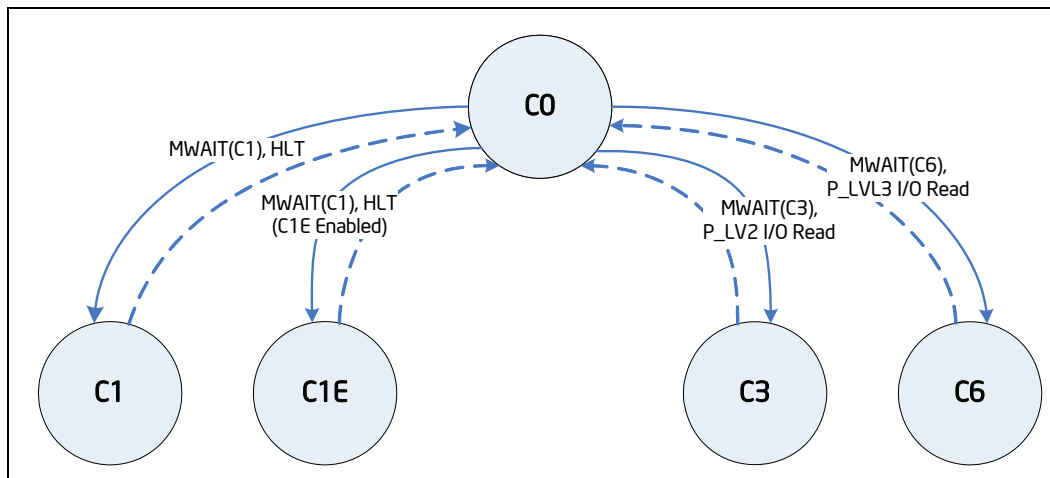 C0
MWAIT(C1), HLT
MWAIT(C1), HLT
(C1E Enabled)
MWAIT(C3),
P_LV2 I/O Read
MWAIT(C6),
P_LVL3 I/O Read
C1
C1E
C3
C6